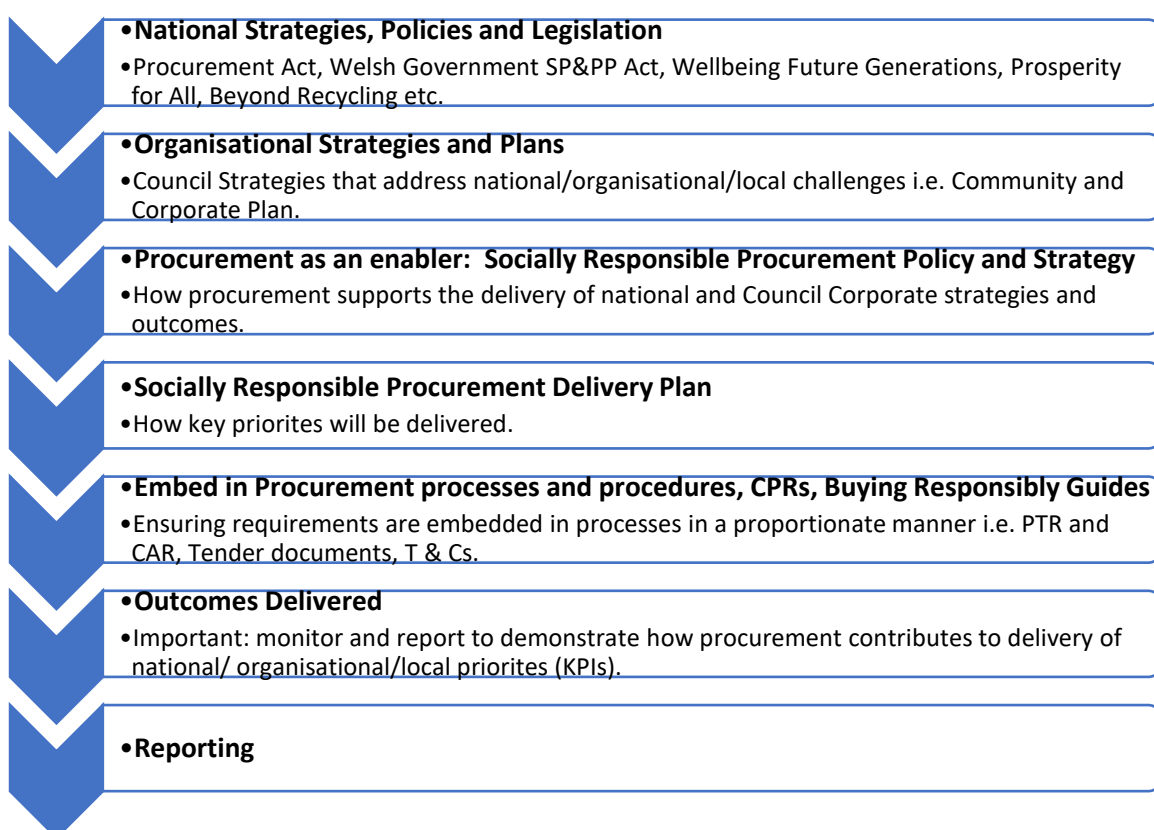 •National Strategies, Policies and Legislation
•Procurement Act, Welsh Government SP&PP Act, Wellbeing Future Generations, Prosperity
for All, Beyond Recycling etc.
•Organisational Strategies and Plans
•Council Strategies that address national/organisational/local challenges i.e. Community and
Corporate Plan.
•Procurement as an enabler: Socially Responsible Procurement Policy and Strategy
•How procurement supports the delivery of national and Council Corporate strategies and
outcomes.
•Socially Responsible Procurement Delivery Plan
•How key priorites will be delivered.
•Embed in Procurement processes and procedures, CPRs, Buying Responsibly Guides
•Ensuring requirements are embedded in processes in a proportionate manner i.e. PTR and
CAR, Tender documents, T & Cs.
•Outcomes Delivered
•Important: monitor and report to demonstrate how procurement contributes to delivery of
national/ organisational/local priorites (KPIs).
•Reporting